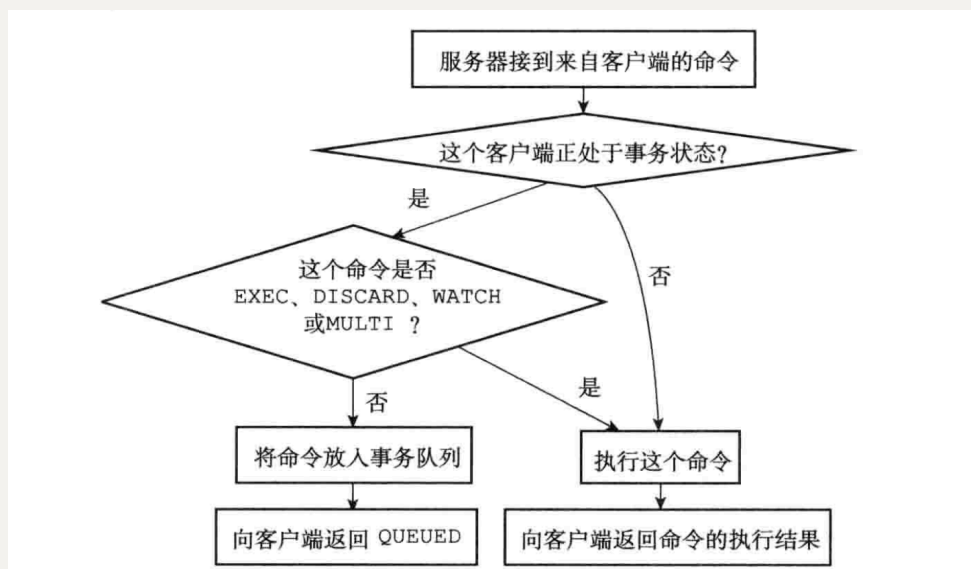 服务器接到来自客户端的命令
这个客户端正处于事务状态?
是
这个命令是否
EXEC、DISCARD、WATCH
或MULTI ?
否
是
否
将命令放入事务队列
执行这个命令
向客户端返回 QUEUED
向客户端返回命令的执行结果